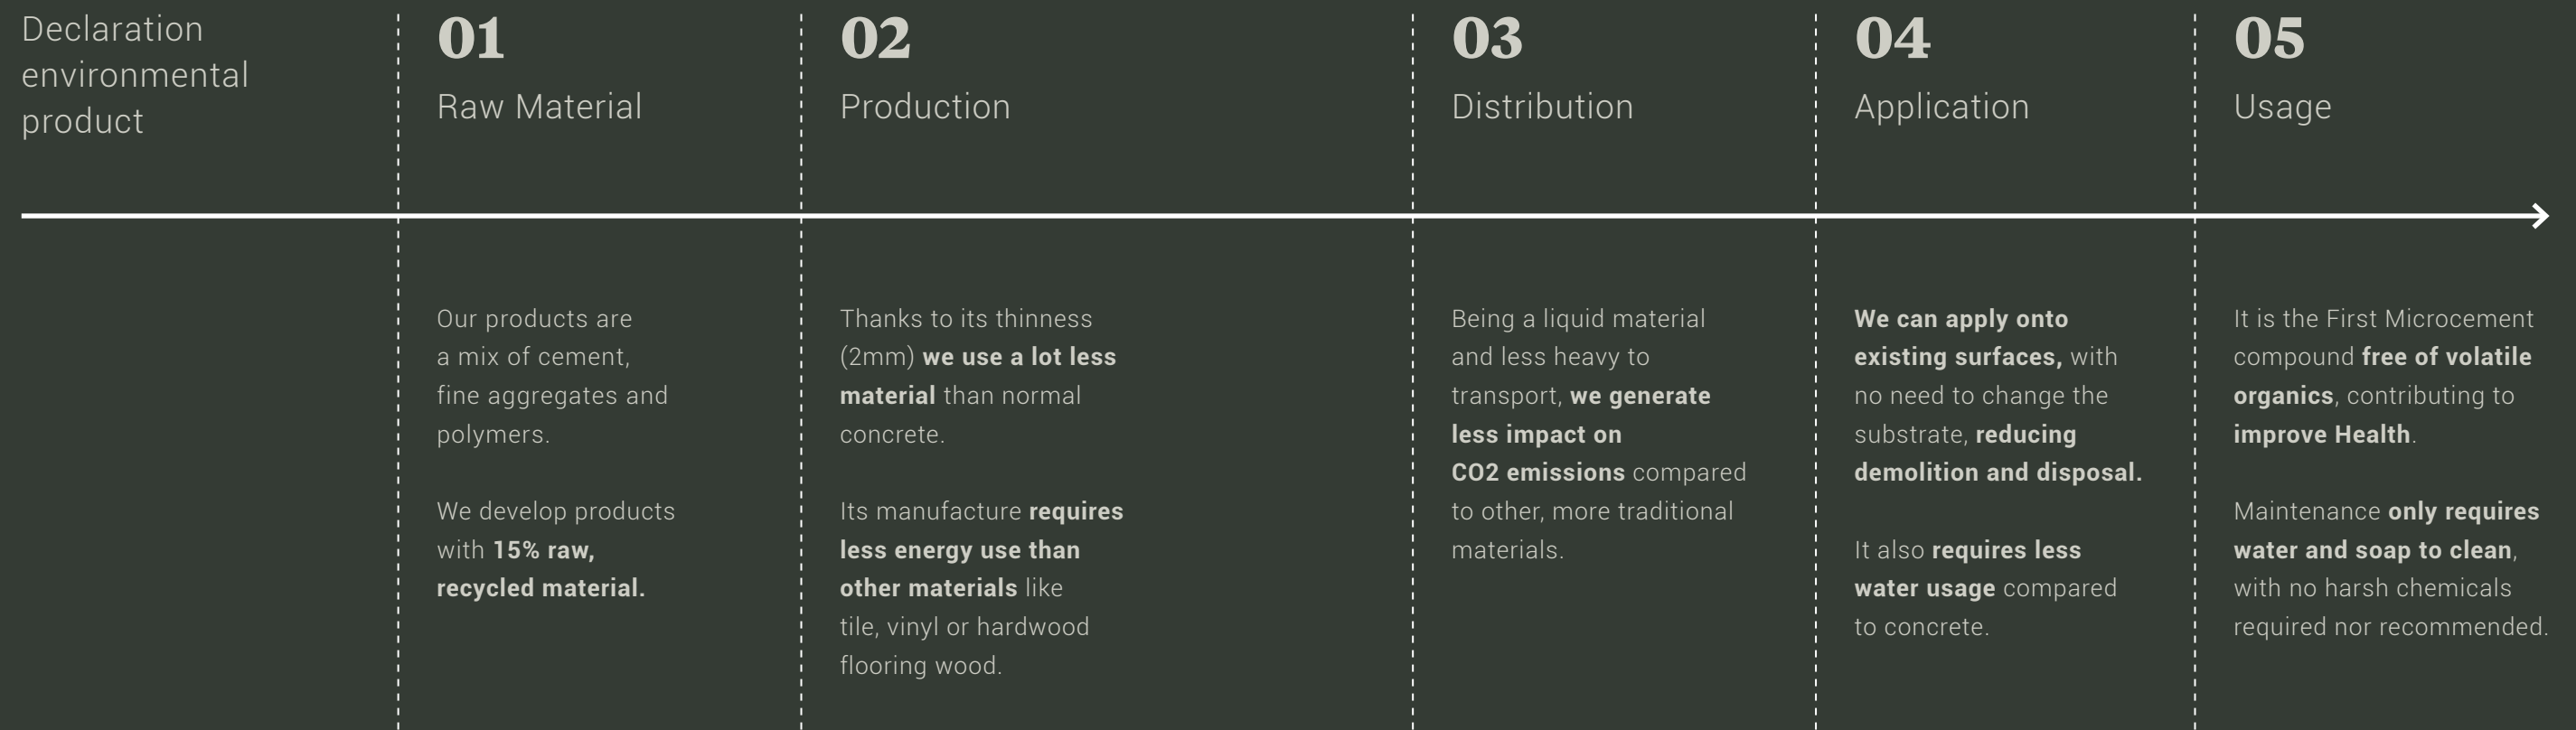 Declaration
environmental
product
01
Raw Material
Our products are
a mix of cement,
fine aggregates and
polymers.
We develop products
with 15% raw,
recycled material.
02
Production
Thanks to its thinness
(2mm) we use a lot less
material than normal
concrete.
Its manufacture requires
less energy use than
other materials like
tile, vinyl or hardwood
flooring wood.
03
Distribution
Being a liquid material
and less heavy to
transport, we generate
less impact on
CO2 emissions compared
to other, more traditional
materials.
04
Application
We can apply onto
existing surfaces, with
no need to change the
substrate, reducing
demolition and disposal.
It also requires less
water usage compared
to concrete.
05
Usage
It is the First Microcement
compound free of volatile
organics, contributing to
improve Health.
Maintenance only requires
water and soap to clean,
with no harsh chemicals
required nor recommended.